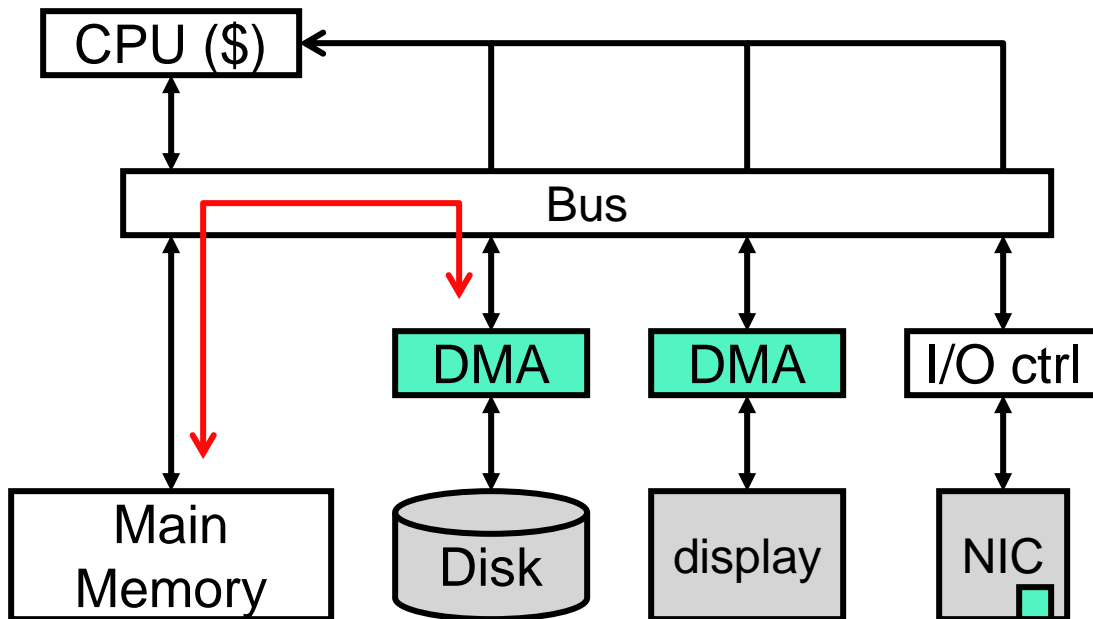 CPU ($)
Bus
DMA
DMA
I/O ctrl
Main
Memory
Disk
display
NIC